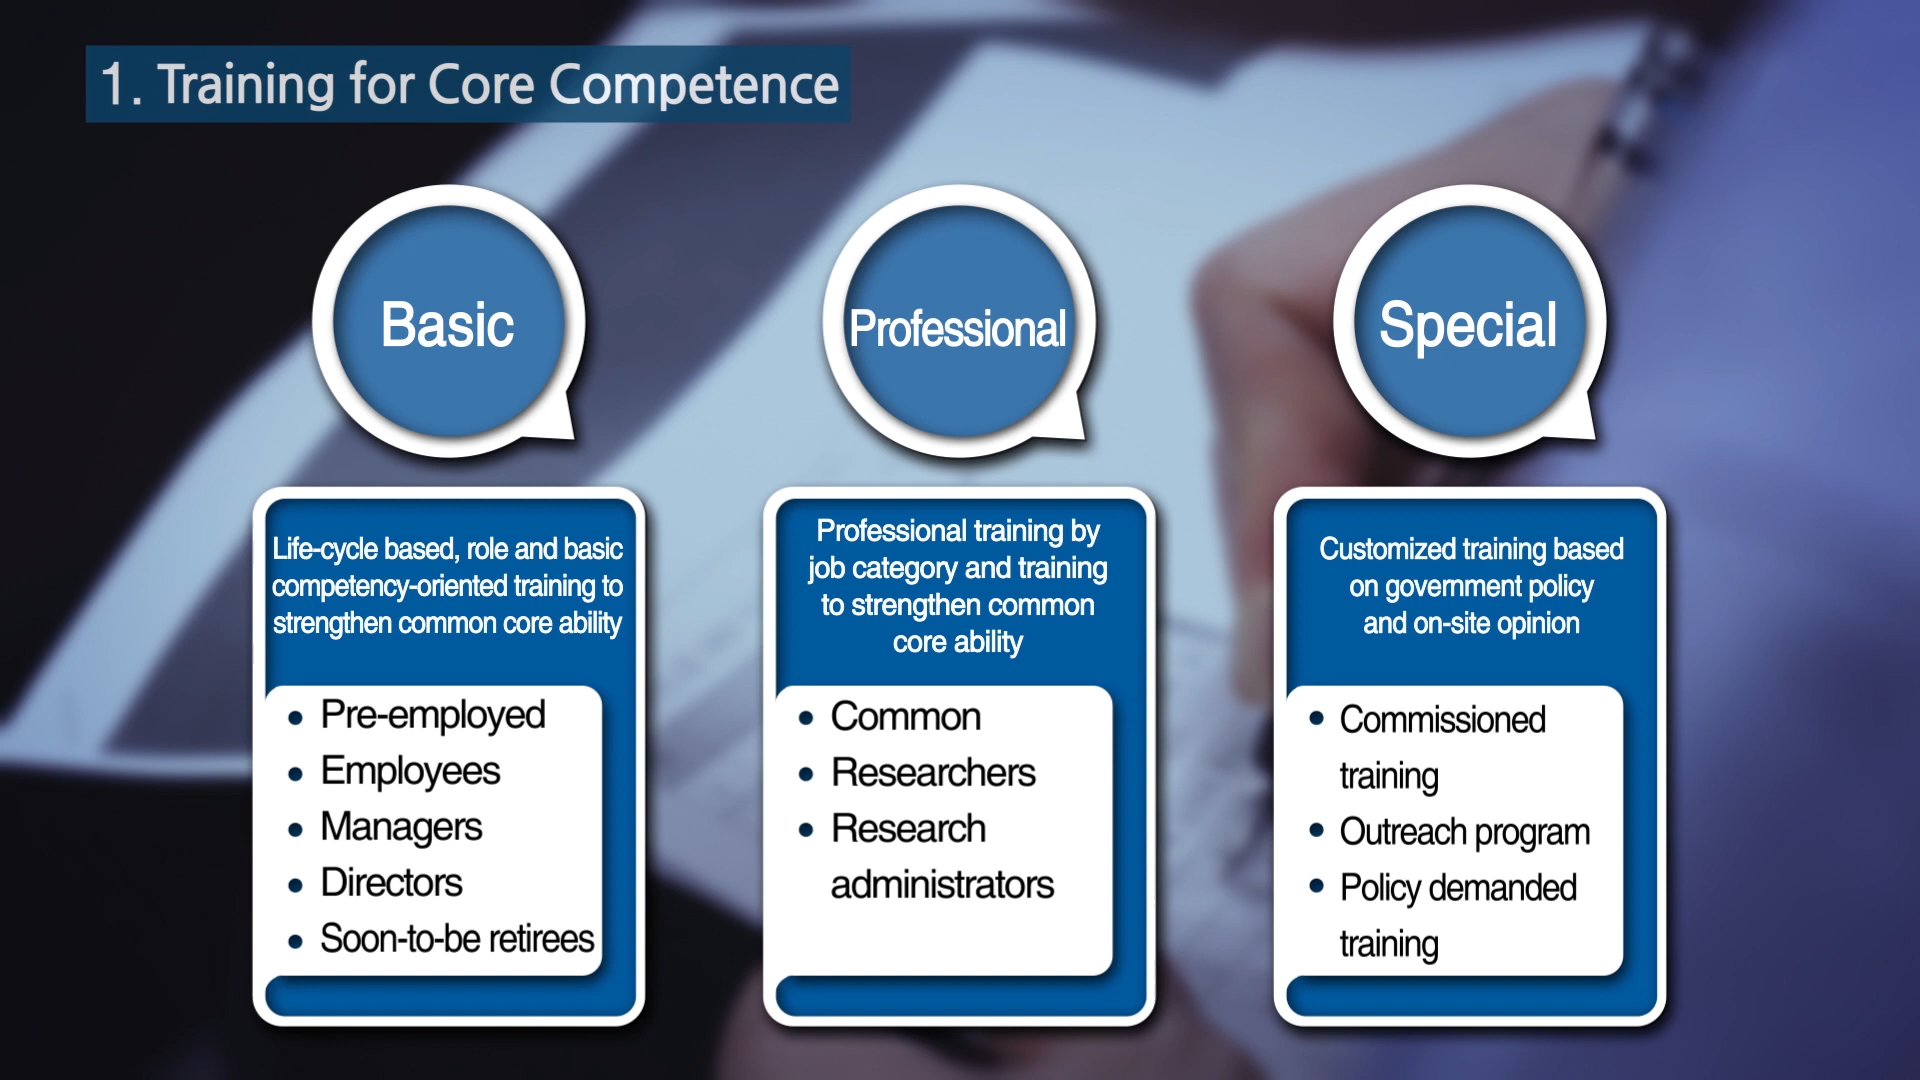 1. Training for Core Competence
Basic
Life-cycle based, role and basic
competency-oriented training to
strengthen common core ability
• Pre-employed
• Employees
• Managers
• Directors
• Soon-to-be retirees
Professional
Professional training by
job category and training
to strengthen common
core ability
• Common
• Researchers
• Research
administrators
Special
Customized training based
on government policy
and on-site opinion
• Commissioned
training
• Outreach program
• Policy demanded
training